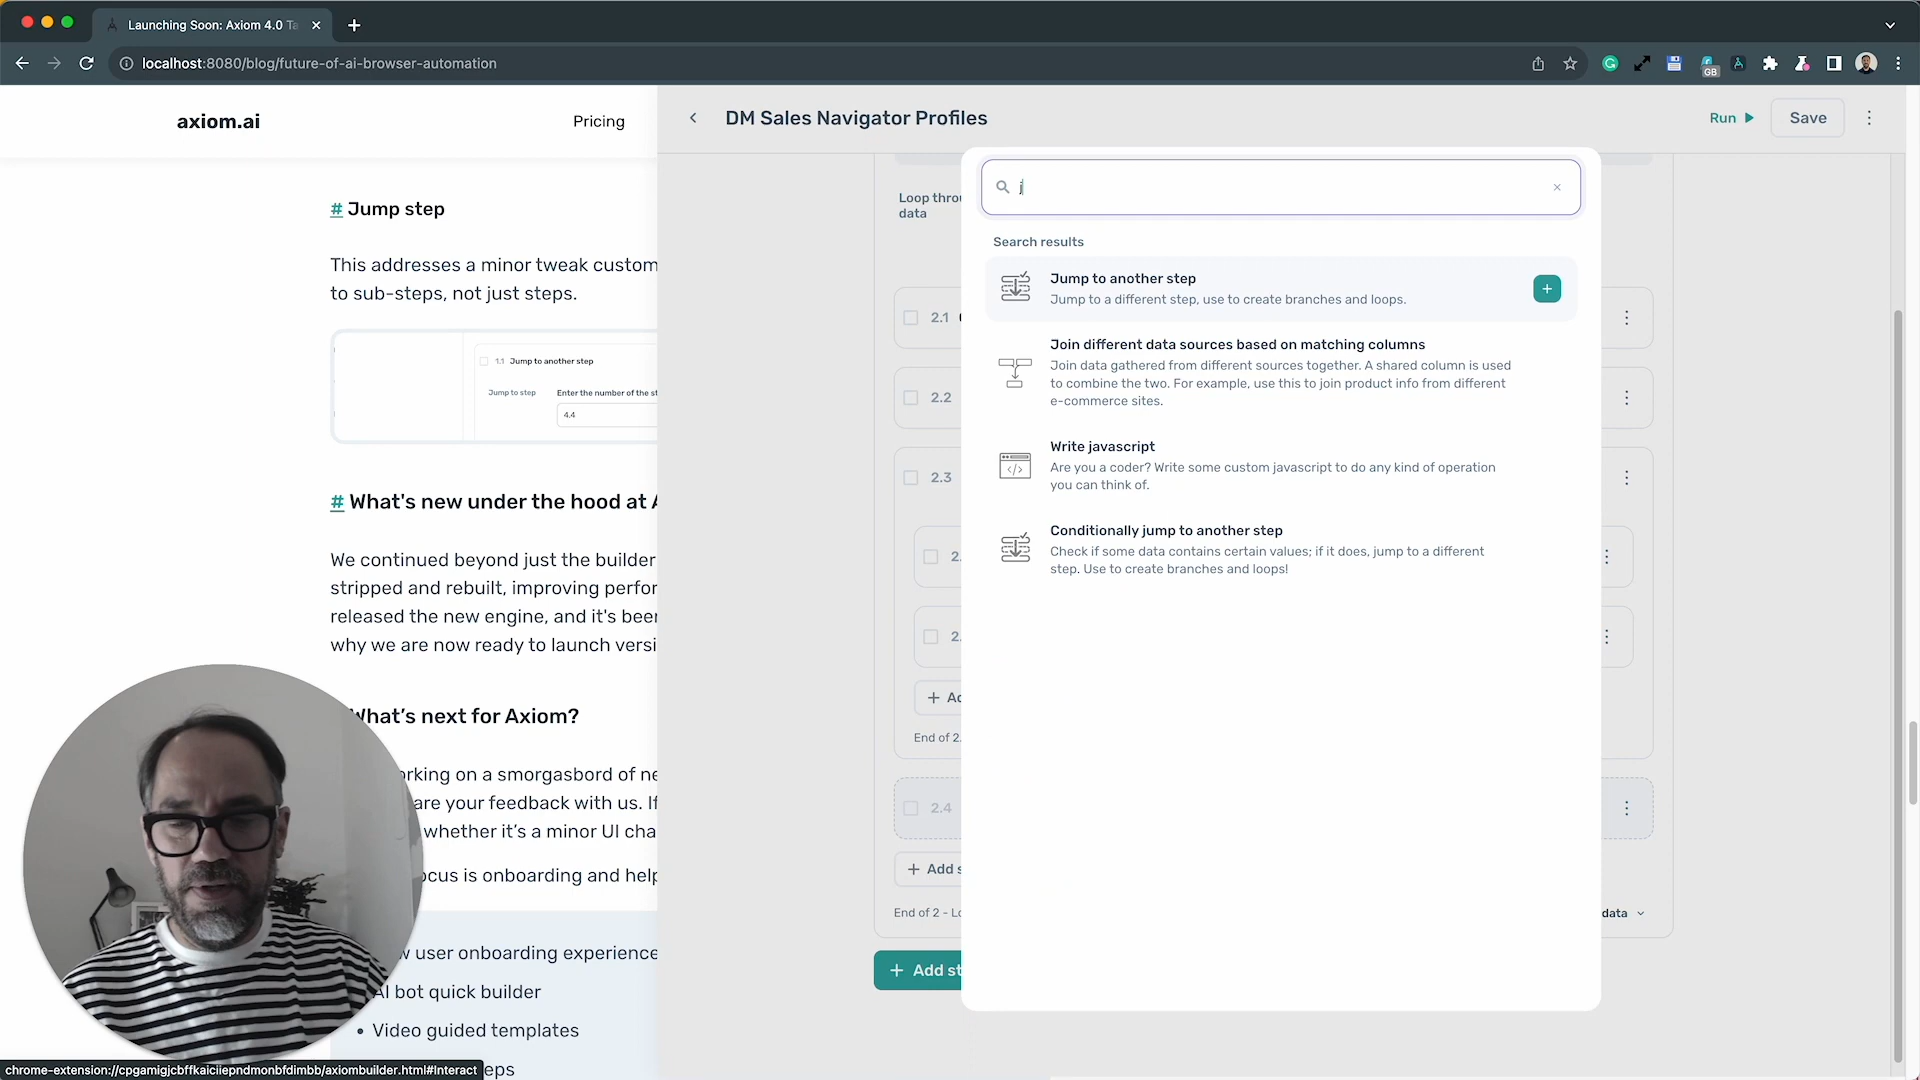 Launching Soon: Axiom 4.0 Ta
localhost:8080/blog/future-of-ai-browser-automation
GB
axiom.ai
Pricing
# Jump step
This addresses a minor tweak custom
to sub-steps, not just steps.
1.1 Jump to another step
Jump to step
Enter the number of the st
4.4
# What's new under the hood at A
We continued beyond just the builder
stripped and rebuilt, improving perfor
released the new engine, and it's been
why we are now ready to launch versi
What's next for Axiom?
rking on a smorgasbord of ne
are your feedback with us. If
whether it's a minor UI cha
ocus is onboarding and help
w user onboarding experience
AI bot quick builder
• Video guided templates
eps
chrome-extension://cpgamigjcbffkaiciiepndmonbfdimbb/axiombuilder.html#Interact
DM Sales Navigator Profiles
Run
Save
Loop throu
data
2.1
2.2
2.3
2.
2.
+ Ad
End of 2.
2.4
+ Add s
End of 2 - Lo
data
+ Add st
j
Search results
Jump to another step
Jump to a different step, use to create branches and loops.
Join different data sources based on matching columns
Join data gathered from different sources together. A shared column is used
to combine the two. For example, use this to join product info from different
e-commerce sites.
Write javascript
Are you a coder? Write some custom javascript to do any kind of operation
you can think of.
Conditionally jump to another step
Check if some data contains certain values; if it does, jump to a different
step. Use to create branches and loops!